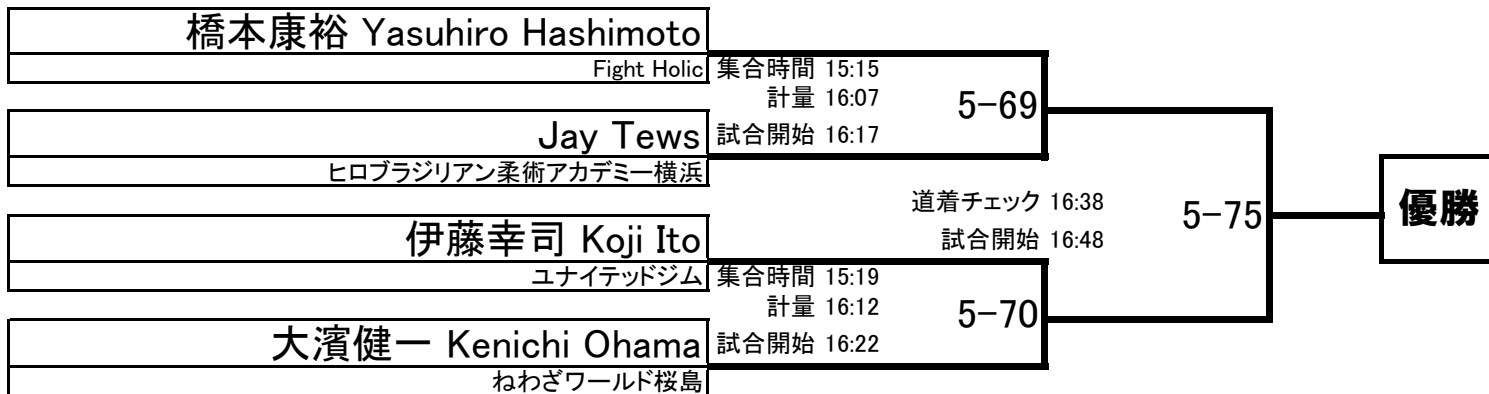 橋本康裕 Yasuhiro Hashimoto
Fight Holic
集合時間 15:15
計量 16:07
5-69
Jay Tews
試合開始 16:17
ヒロブラジリアン柔術アカデミー横浜
道着チェック 16:38
5-75
優勝
試合開始 16:48
伊藤幸司 Koji Ito
ユナイテッドジム
集合時間 15:19
計量 16:12
5-70
大濱健一 Kenichi Ohama
試合開始 16:22
ねわざワールド桜島